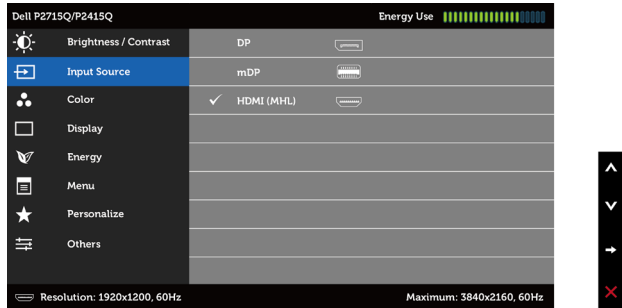 Dell P2715Q/P2415Q Energy Use
Brightness / Contrast DP
Input Source mDP
Color HDMI (MHL)
Display
Energy
Menu
Personalize
Others
Resolution: 1920x1200, 60Hz Maximum: 3840x2160, 60Hz